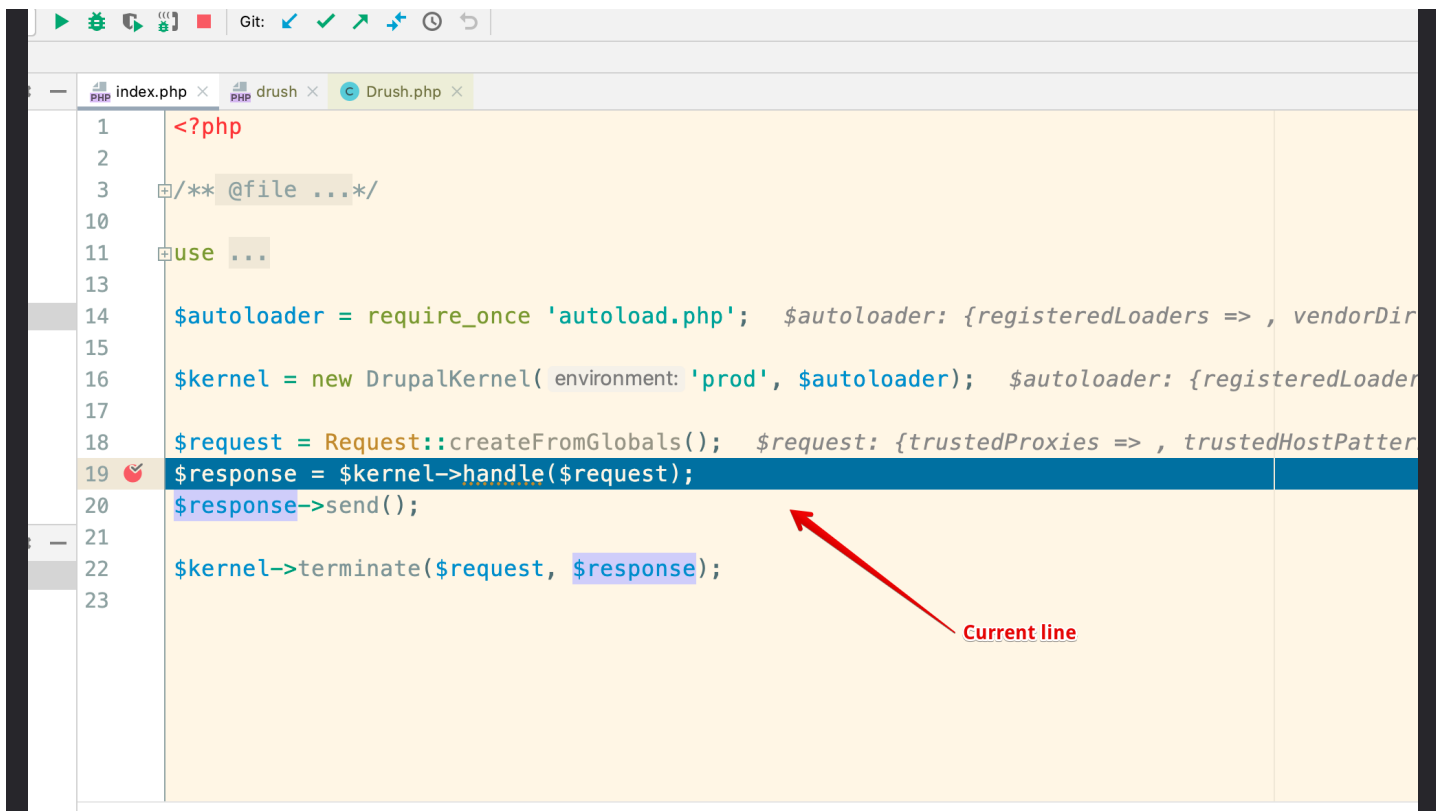 Git:
PHP index.php
PHP drush
C Drush.php
1 <?php
2
3 /** @file ...*/
10
11 use ...
13
14 $autoloader = require_once 'autoload.php'; $autoloader: {registeredLoaders => , vendorDir
15
16 $kernel = new DrupalKernel( environment: 'prod', $autoloader); $autoloader: {registeredLoader
17
18 $request = Request::createFromGlobals(); $request: {trustedProxies => , trustedHostPatter
19 $response = $kernel->handle($request);
20 $response->send();
21
22 $kernel->terminate($request, $response);
23
Current line